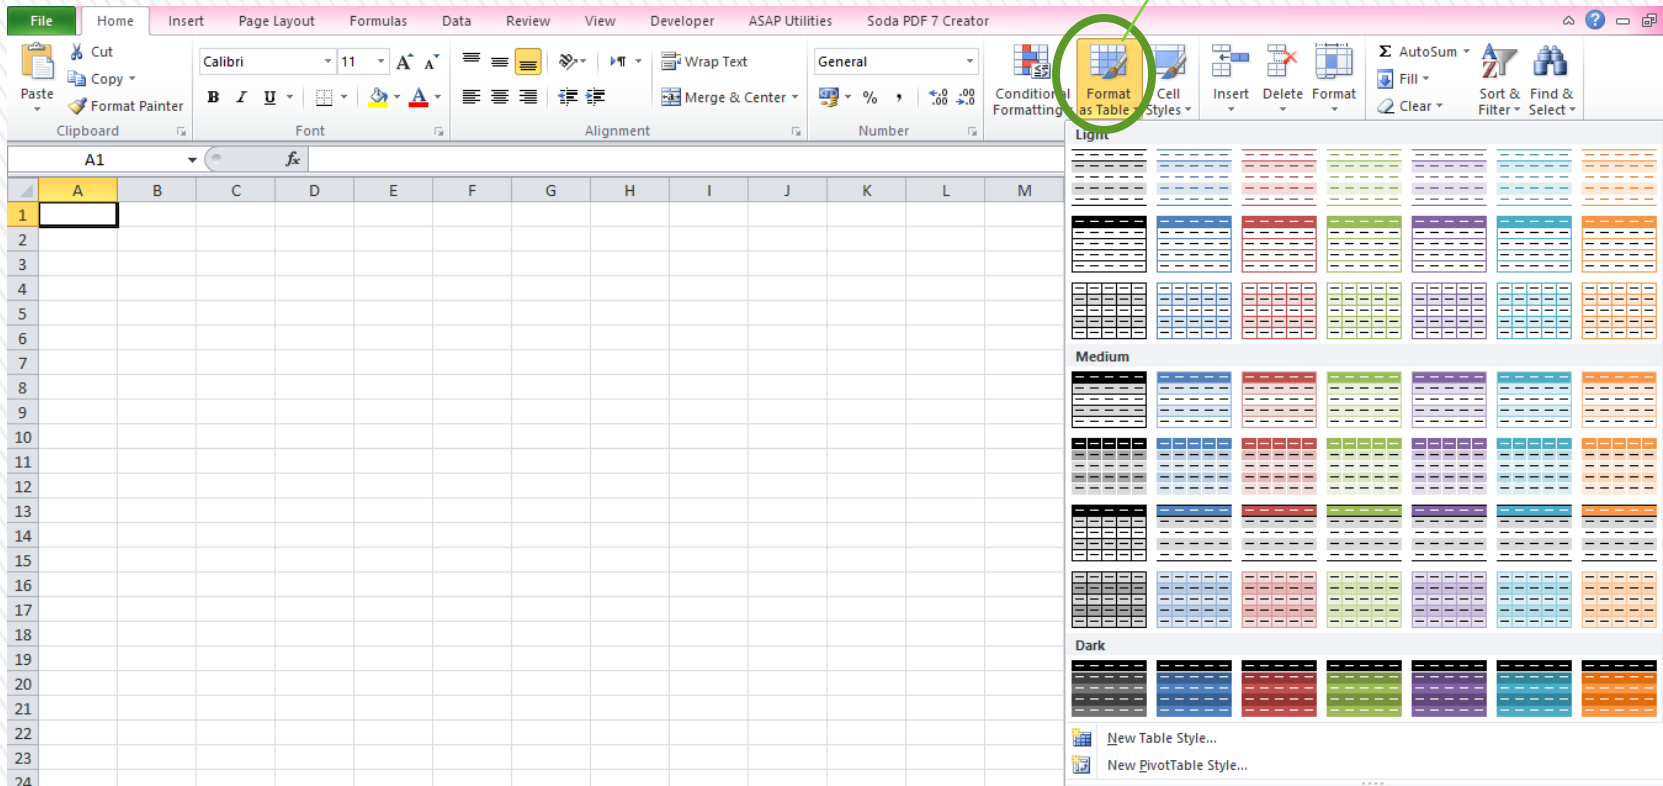 File Home Insert Page Layout Formulas Data Review View Developer ASAP Utilities Soda PDF 7 Creator
Cut
Copy
Format Painter
Paste
Clipboard
Calibri 11
B I U
Font
Wrap Text
Merge & Center
Alignment
General
% ,
Number
Conditional
Formatting
Format
as Table
Cell
Styles
Insert Delete Format
Σ AutoSum
Fill
Clear
Sort &
Filter
Find &
Select
A1 fx
A B C D E F G H I J K L M
1
2
3
4
5
6
7
8
9
10
11
12
13
14
15
16
17
18
19
20
21
22
23
24
Light
Medium
Dark
New Table Style...
New PivotTable Style...